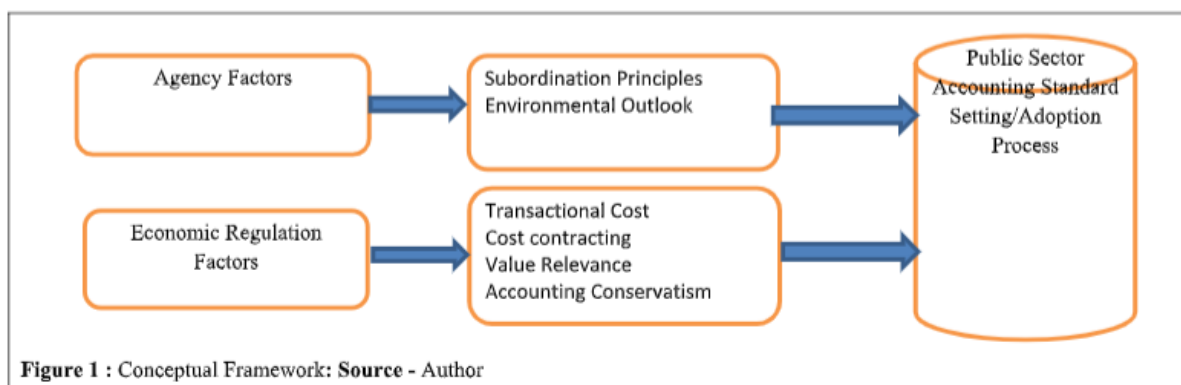 Agency Factors
Subordination Principles
Environmental Outlook
Public Sector
Accounting Standard
Setting/Adoption
Process
Economic Regulation
Factors
Transactional Cost
Cost contracting
Value Relevance
Accounting Conservatism
Figure 1 : Conceptual Framework: Source - Author